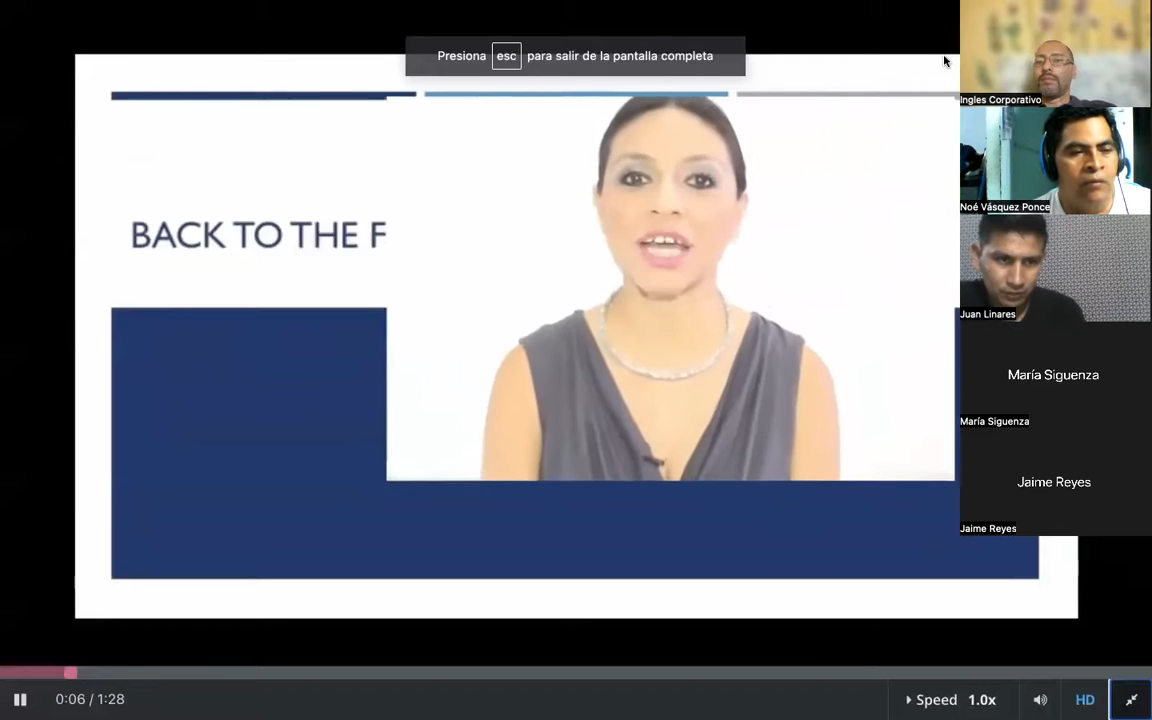 Presiona esc para salir de la pantalla completa
Ingles Corporativo
BACK TO THE F
Noé Vásquez Ponce
Juan Linares
María Siguenza
María Siguenza
Jaime Reyes
Jaime Reyes
0:06 / 1:28
Speed 1.0x
HD